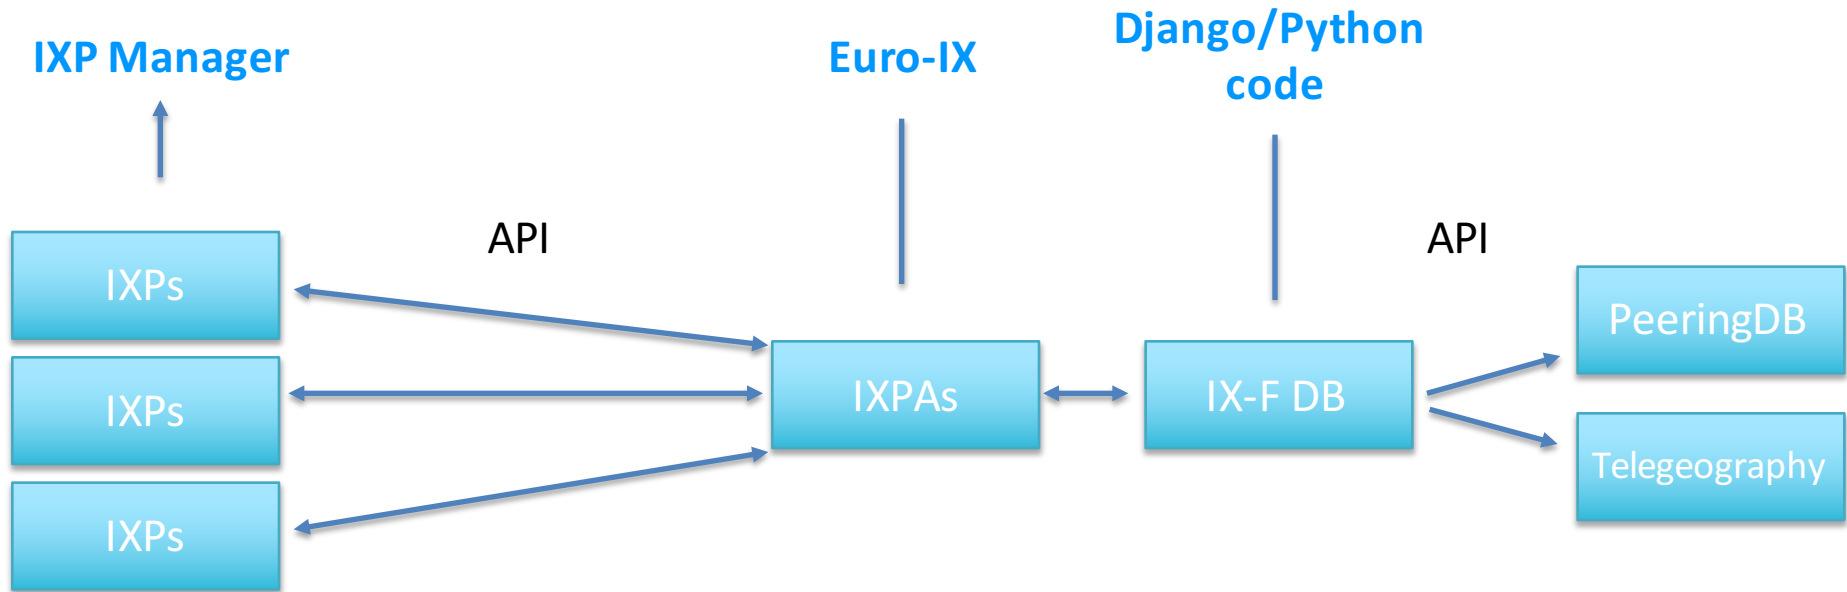 IXP Manager
Euro-IX
Django/Python
code
API
API
IXPs
IXPs
IXPs
IXPAs
IX-F DB
PeeringDB
Telegeography